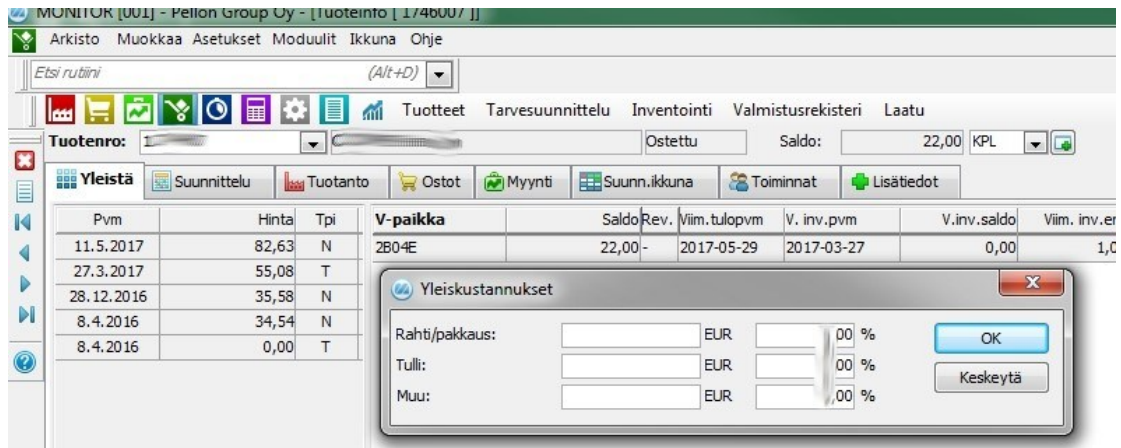 MONITOR [001] - Pellon Group Oy - [Tuoteinfo [ 1746007 ]]
Arkisto Muokkaa Asetukset Moduulit Ikkuna Ohje
Etsi rutiini (Alt+D)
Tuotteet Tarvesuunnittelu Inventointi Valmistusrekisteri Laatu
Tuotenro: Ostettu Saldo: 22,00 KPL
Yleistä Suunnittelu Tuotanto Ostot Myynti Suunn.ikkuna Toiminnat Lisätiedot
Pvm Hinta Tpi V-paikka Saldo Rev. Viim.tulopvm V. inv.pvm V.inv.saldo Viim. inv.er
11.5.2017 82,63 N 2B04E 22,00 - 2017-05-29 2017-03-27 0,00 1,0
27.3.2017 55,08 T
28.12.2016 35,58 N
8.4.2016 34,54 N
8.4.2016 0,00 T
Yleiskustannukset
Rahti/pakkaus: EUR 00 % OK
Tulli: EUR 00 %
Keskeytä
Muu: EUR ,00 %